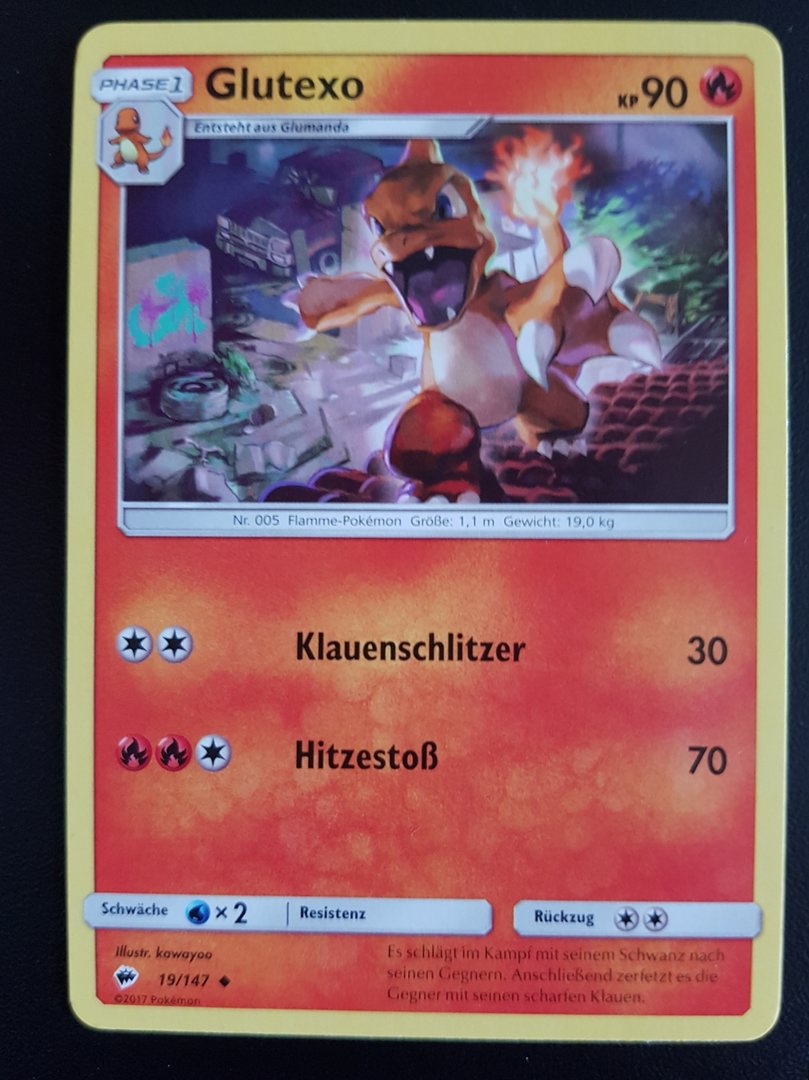 PHASE 1 Glutexo KP 90
Entsteht aus Glumanda
Nr. 005 Flamme-Pokémon Größe: 1,1 m Gewicht: 19,0 kg
Klauenschlitzer 30
Hitzestoß 70
Schwäche ×2 Resistenz Rückzug
Illustr. kawayoo
19/147
©2017 Pokémon
Es schlägt im Kampf mit seinem Schwanz nach
seinen Gegnern. Anschließend zerfetzt es die
Gegner mit seinen scharfen Klauen.